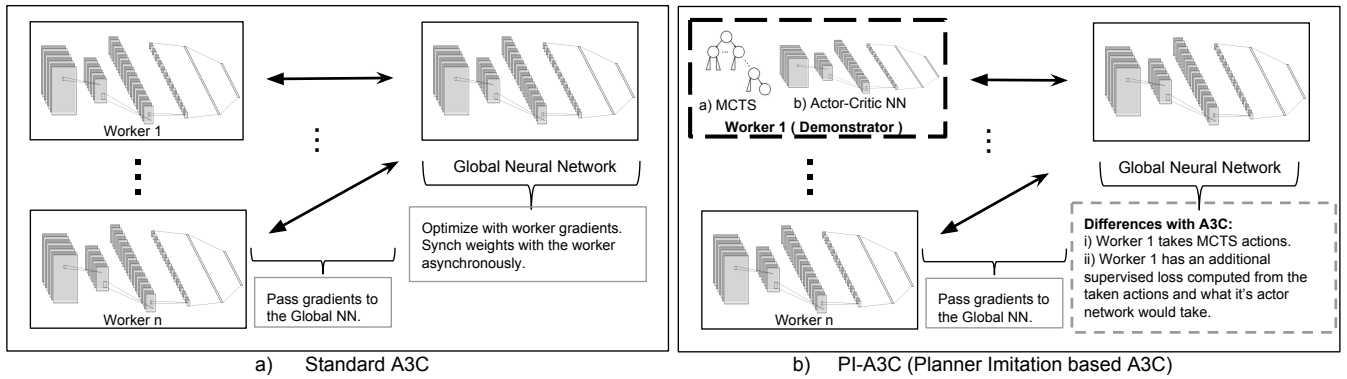 Worker 1
Global Neural Network
Optimize with worker gradients.
Synch weights with the worker
asynchronously.
Worker n
Pass gradients to
the Global NN.
a) Standard A3C
a) MCTS
b) Actor-Critic NN
Worker 1 ( Demonstrator )
Global Neural Network
Differences with A3C:
i) Worker 1 takes MCTS actions.
ii) Worker 1 has an additional
supervised loss computed from the
taken actions and what it's actor
network would take.
Worker n
Pass gradients to
the Global NN.
b) PI-A3C (Planner Imitation based A3C)